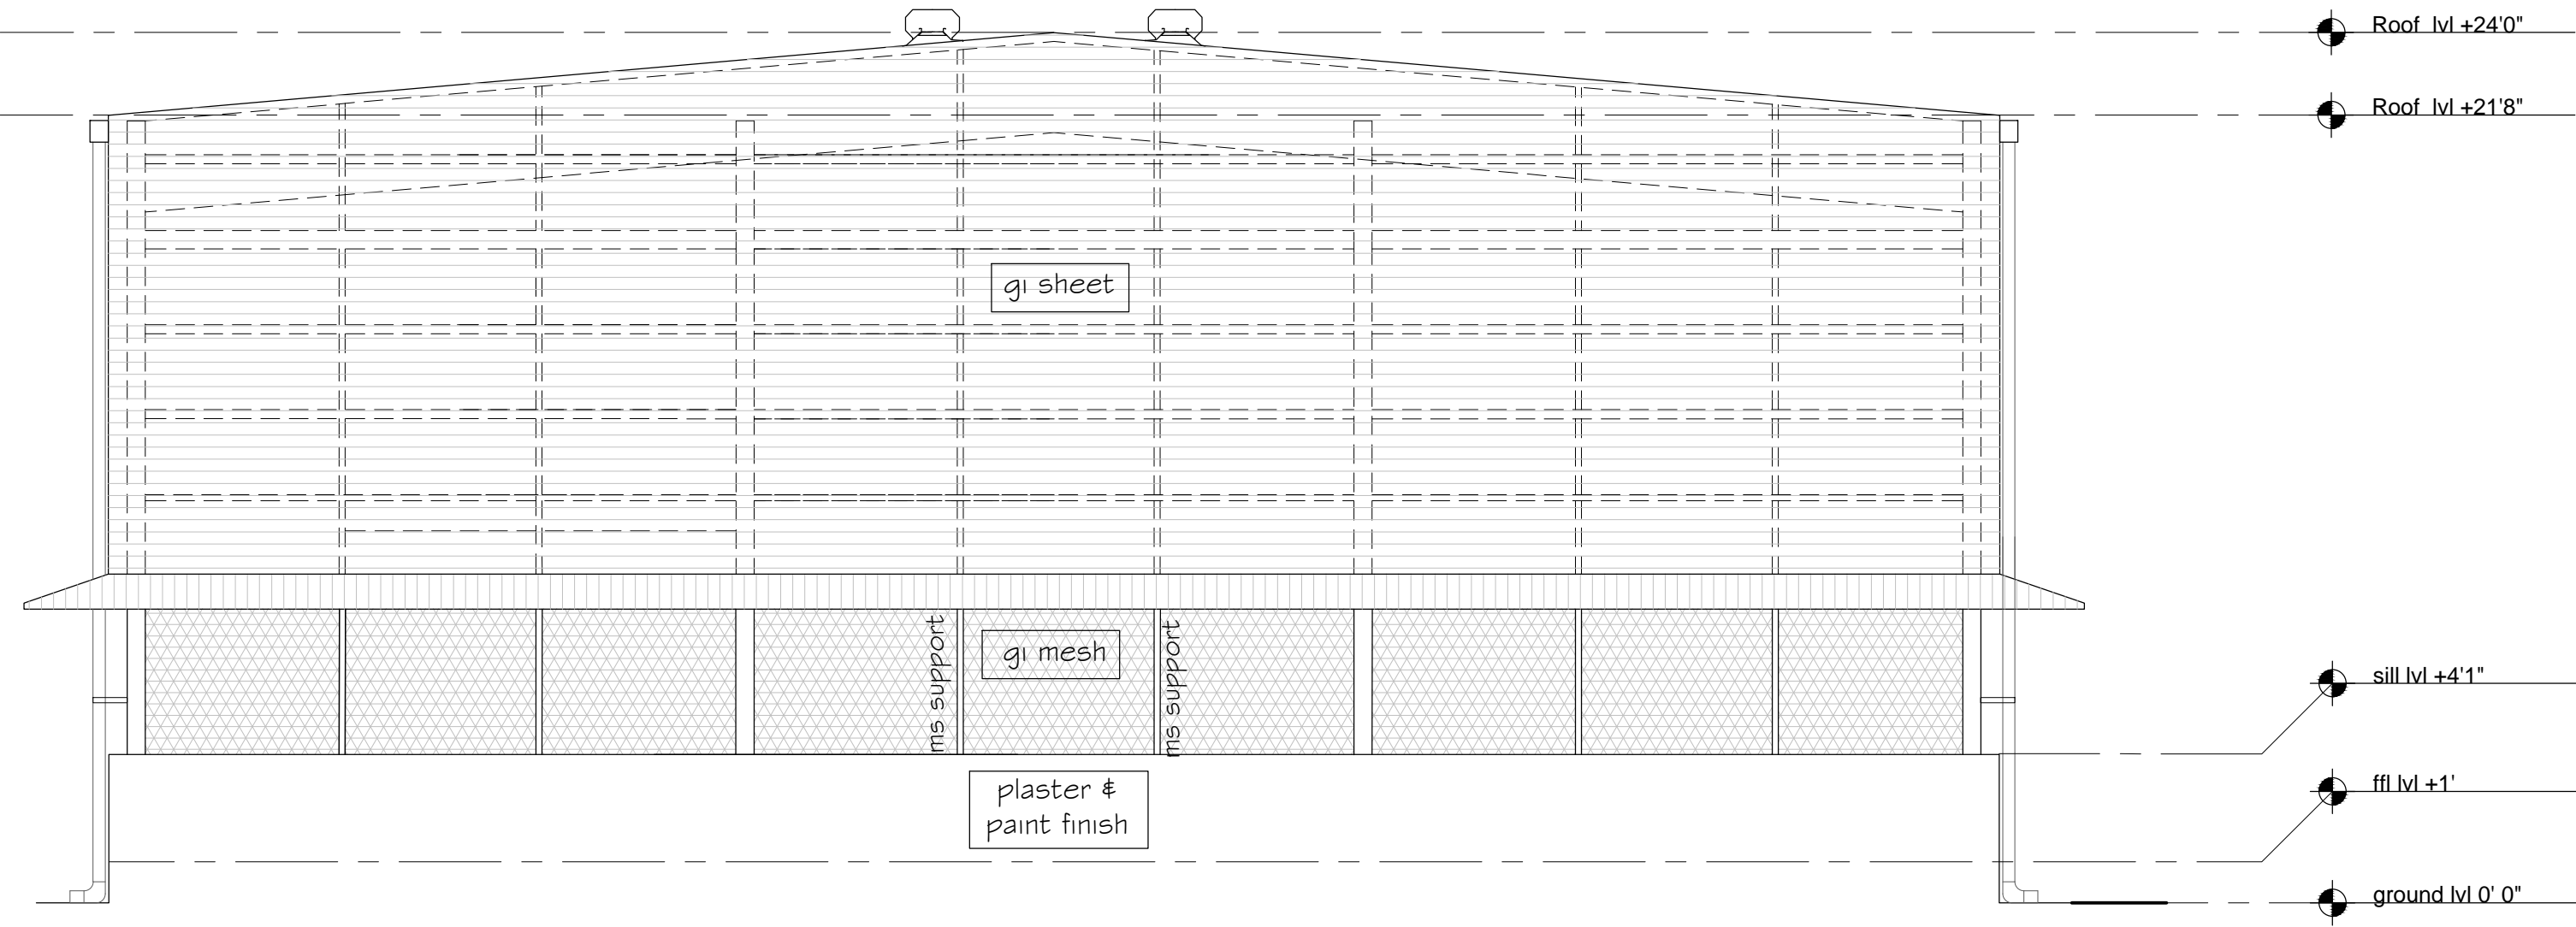 Roof lvl +24'0"
Roof lvl +21'8"
gi sheet
ms support
gi mesh
ms support
sill lvl +4'1"
plaster &
paint finish
ffl lvl +1'
ground lvl 0' 0"